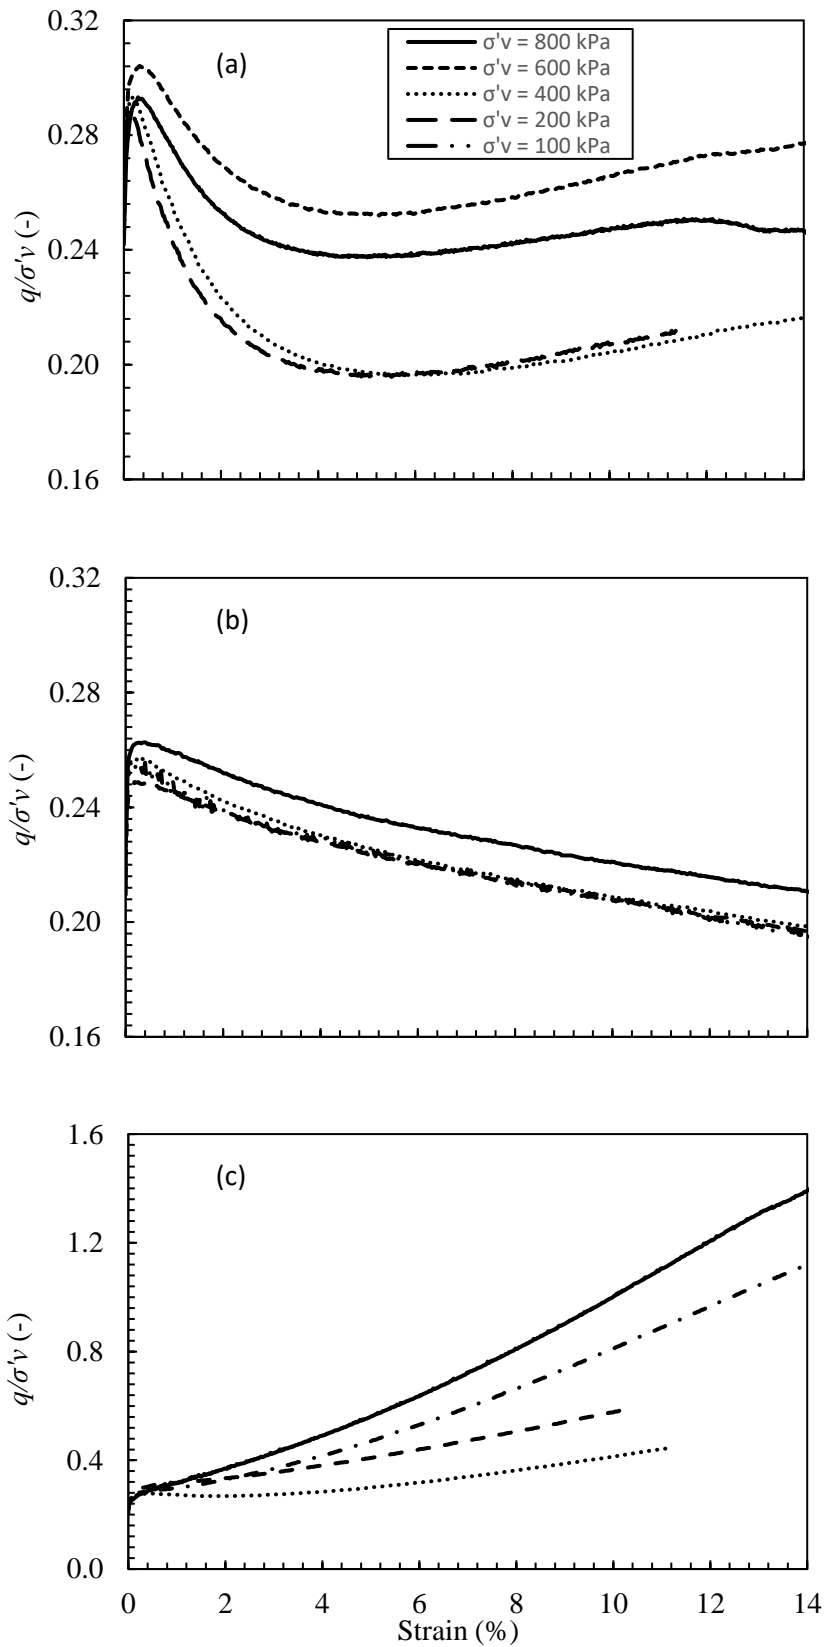 0.32
(a)
σ'v = 800 kPa
σ'v = 600 kPa
σ'v = 400 kPa
σ'v = 200 kPa
σ'v = 100 kPa
0.28
q/σ'v (-)
0.24
0.20
0.16
0.32
(b)
0.28
q/σ'v (-)
0.24
0.20
0.16
1.6
(c)
1.2
q/σ'v (-)
0.8
0.4
0.0
0 2 4 6 8 10 12 14
Strain (%)